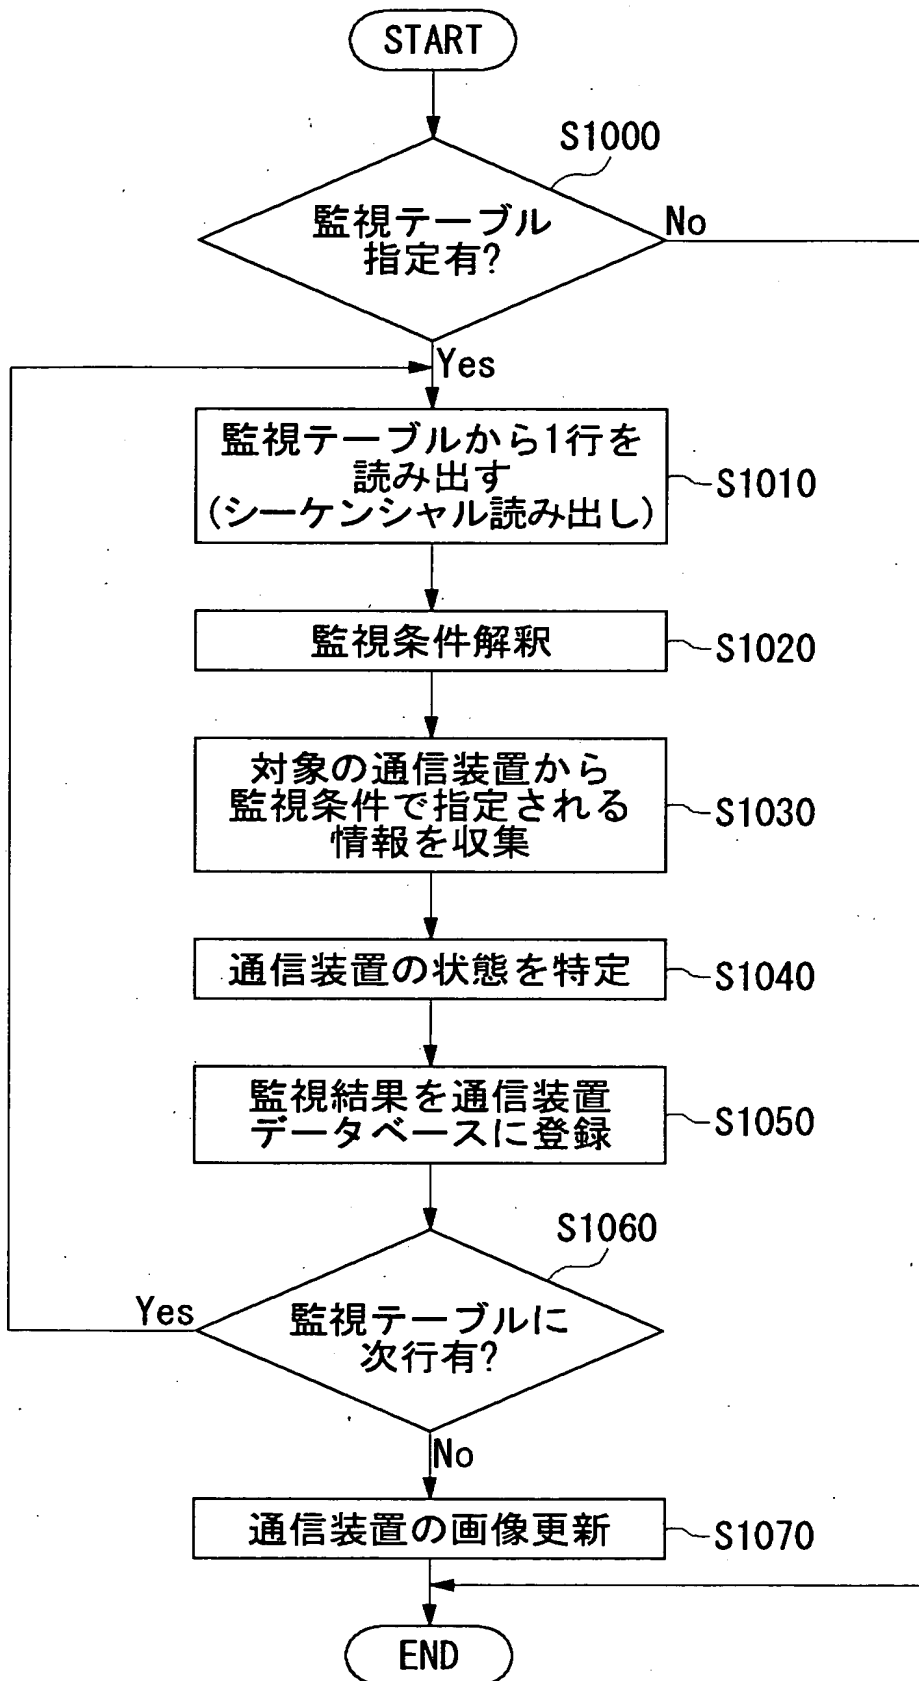 START
S1000
監視テーブル
指定有?
No
Yes
監視テーブルから1行を
読み出す
(シーケンシャル読み出し)
S1010
監視条件解釈
S1020
対象の通信装置から
監視条件で指定される
情報を収集
S1030
通信装置の状態を特定
S1040
監視結果を通信装置
データベースに登録
S1050
S1060
Yes
監視テーブルに
次行有?
No
通信装置の画像更新
S1070
END